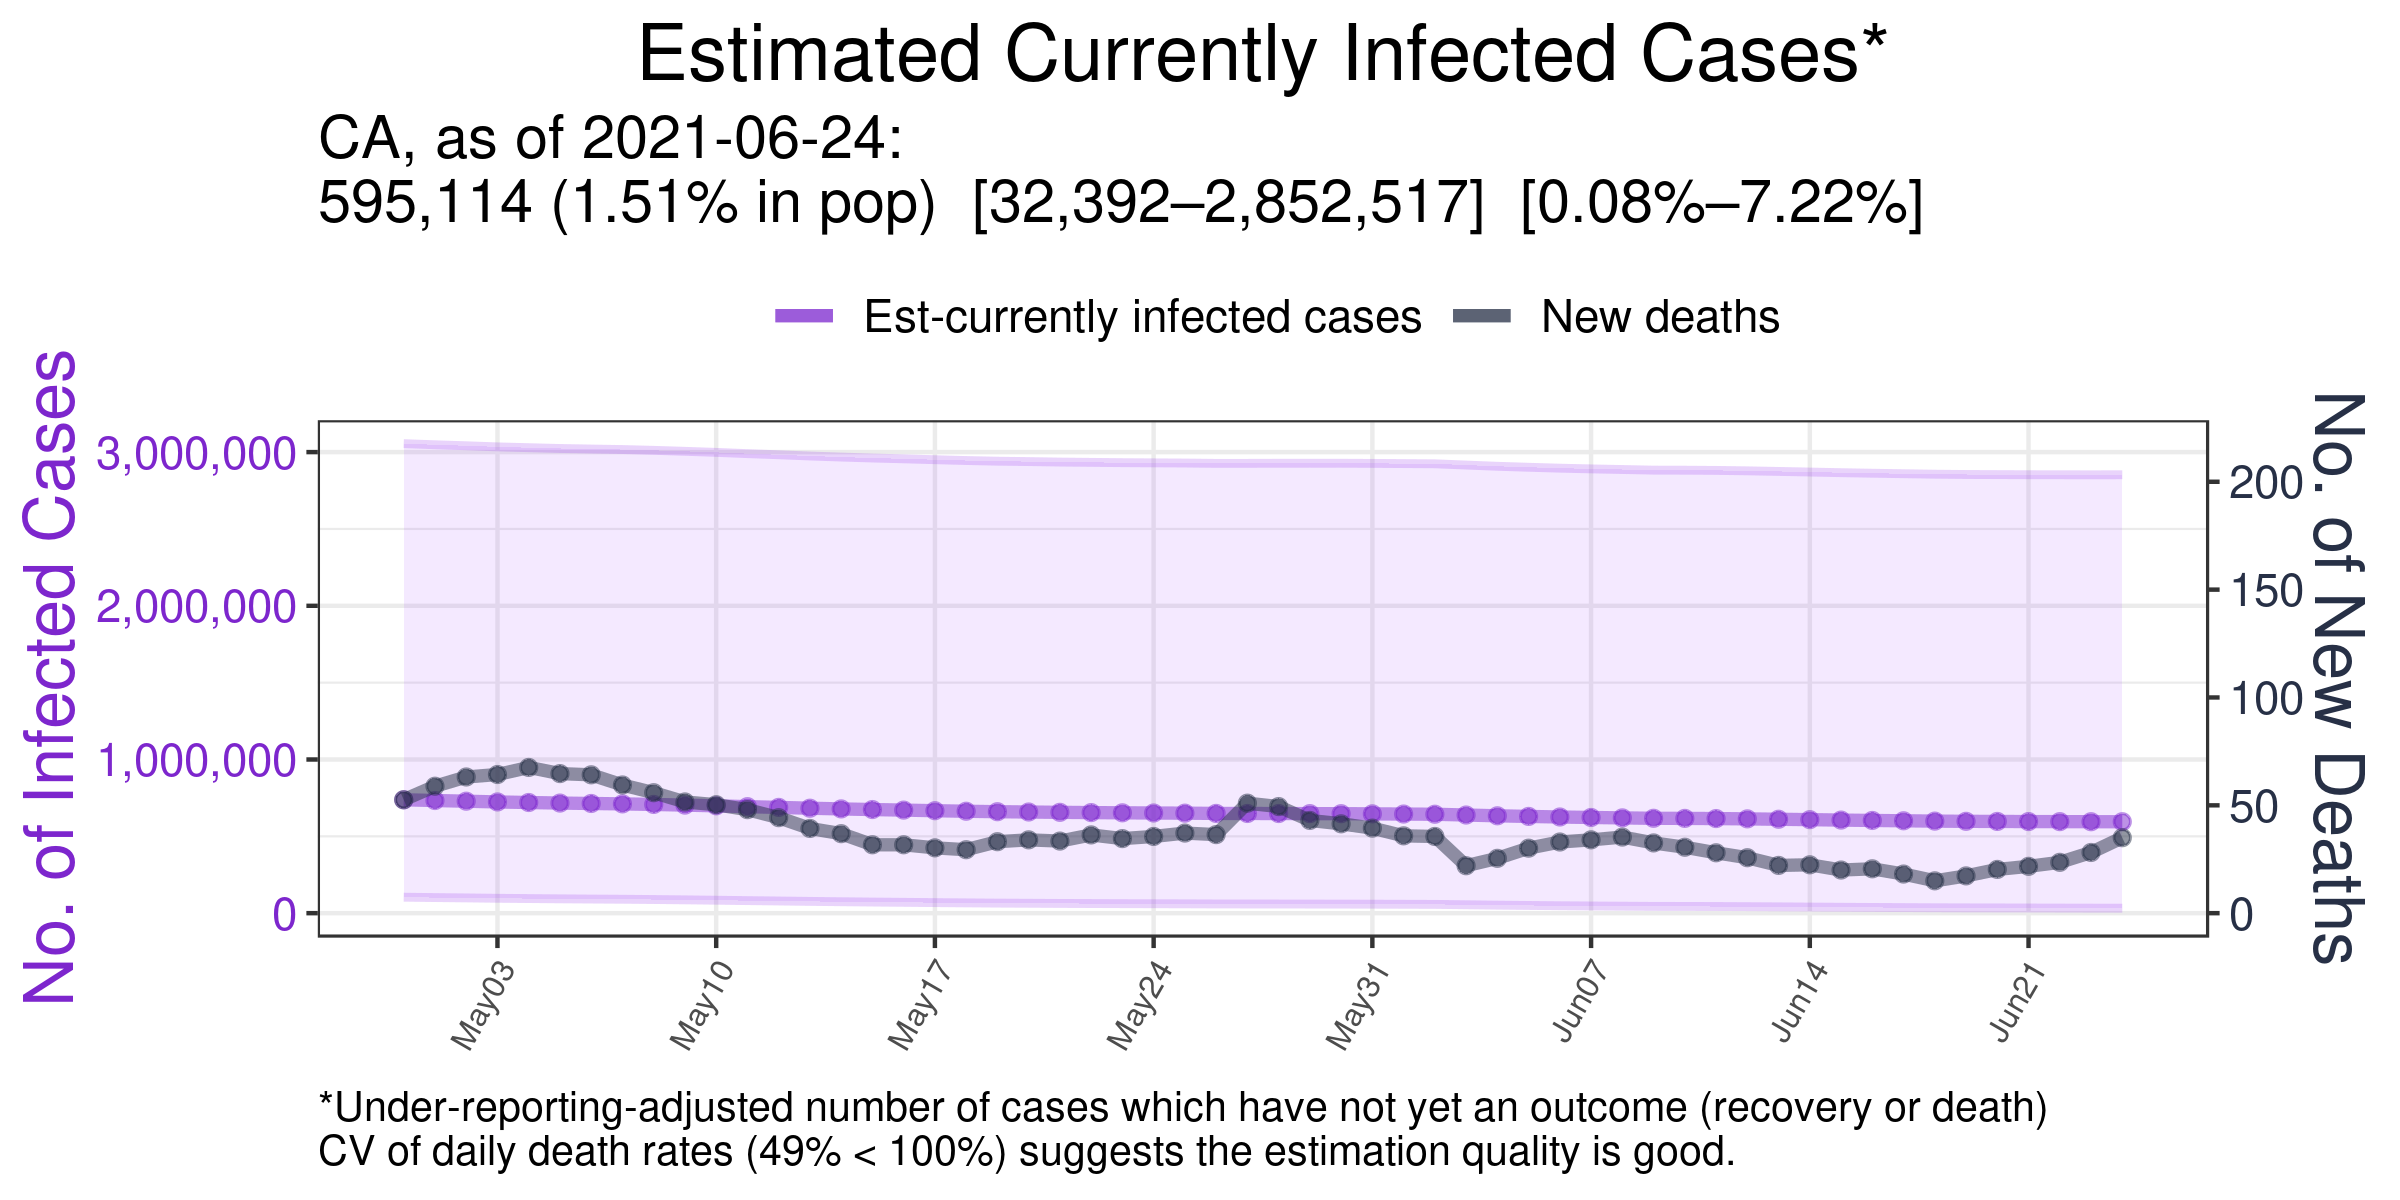 Estimated Currently Infected Cases*
CA, as of 2021-06-24:
595,114 (1.51% in pop)  [32,392–2,852,517]  [0.08%–7.22%]
Est-currently infected cases
New deaths
No. of Infected Cases
3,000,000
2,000,000
1,000,000
0
200
150
100
50
0
No. of New Deaths
May03
May10
May17
May24
May31
Jun07
Jun14
Jun21
*Under-reporting-adjusted number of cases which have not yet an outcome (recovery or death)
CV of daily death rates (49% < 100%) suggests the estimation quality is good.